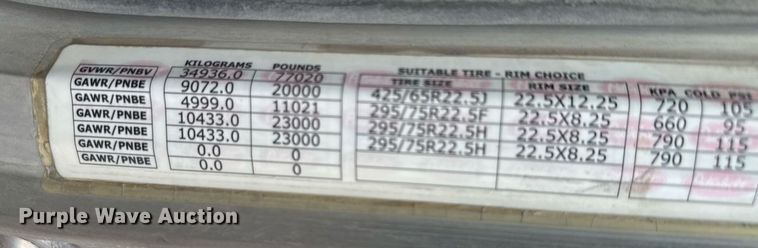 KILOGRAMS POUNDS SUITABLE TIRE - RIM CHOICE
GVWR/PNBV 34936.0 77020 TIRE SIZE RIM SIZE KPA COLD PSI
GAWR/PNBE 9072.0 20000 425/65R22.5J 22.5X12.25 720 105
GAWR/PNBE 4999.0 11021 295/75R22.5F 22.5X8.25 660 95
GAWR/PNBE 10433.0 23000 295/75R22.5H 22.5X8.25 790 115
GAWR/PNBE 10433.0 23000 295/75R22.5H 22.5X8.25 790 115
GAWR/PNBE 0.0 0
GAWR/PNBE 0.0 0
Purple Wave Auction